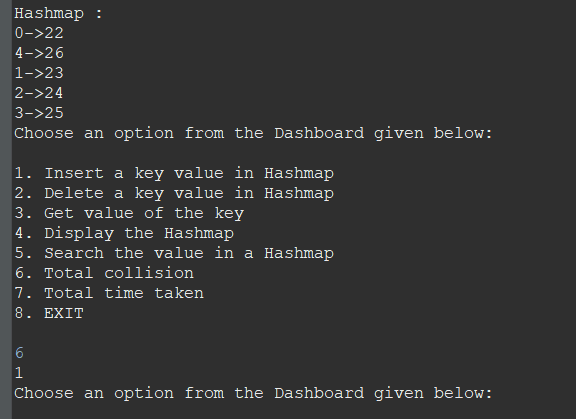 Hashmap :
0->22
4->26
1->23
2->24
3->25
Choose an option from the Dashboard given below:
1. Insert a key value in Hashmap
2. Delete a key value in Hashmap
3. Get value of the key
4. Display the Hashmap
5. Search the value in a Hashmap
6. Total collision
7. Total time taken
8. EXIT
6
1
Choose an option from the Dashboard given below: